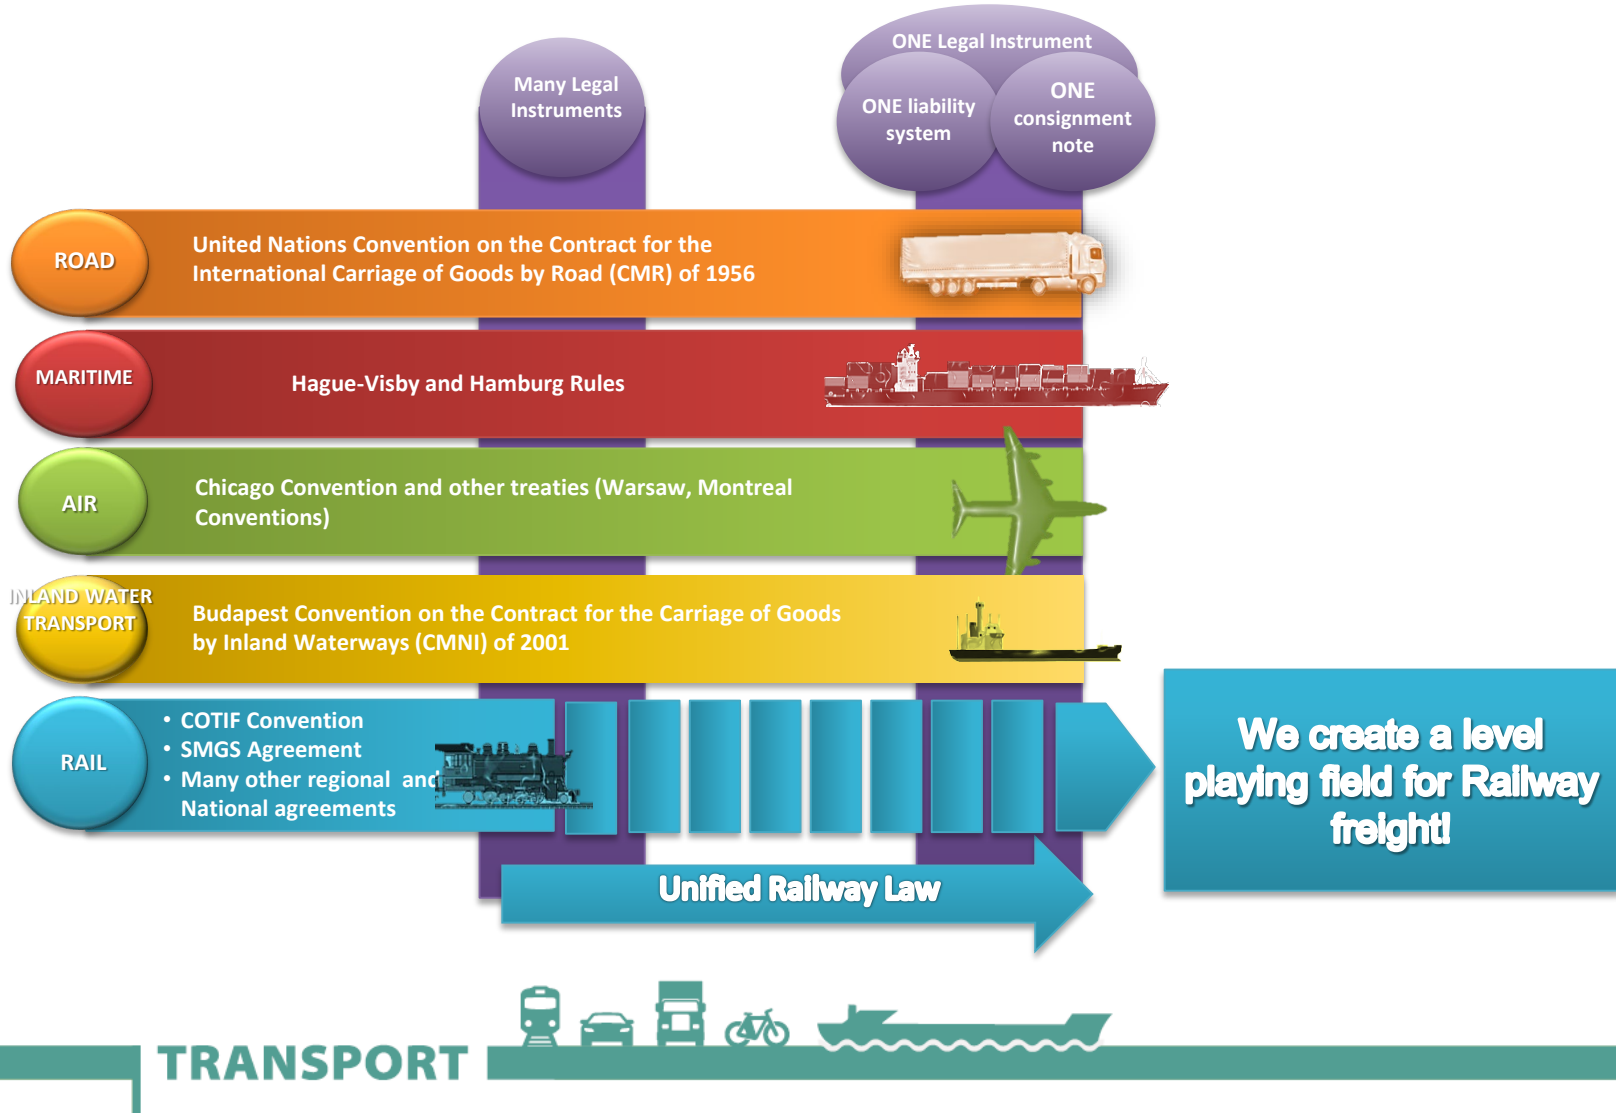 Many Legal
Instruments
ONE Legal Instrument
ONE liability
system
ONE
consignment
note
ROAD
United Nations Convention on the Contract for the
International Carriage of Goods by Road (CMR) of 1956
MARITIME
Hague-Visby and Hamburg Rules
AIR
Chicago Convention and other treaties (Warsaw, Montreal
Conventions)
INLAND WATER
TRANSPORT
Budapest Convention on the Contract for the Carriage of Goods
by Inland Waterways (CMNI) of 2001
RAIL
• COTIF Convention
• SMGS Agreement
• Many other regional and
National agreements
We create a level
playing field for Railway
freight!
Unified Railway Law
TRANSPORT